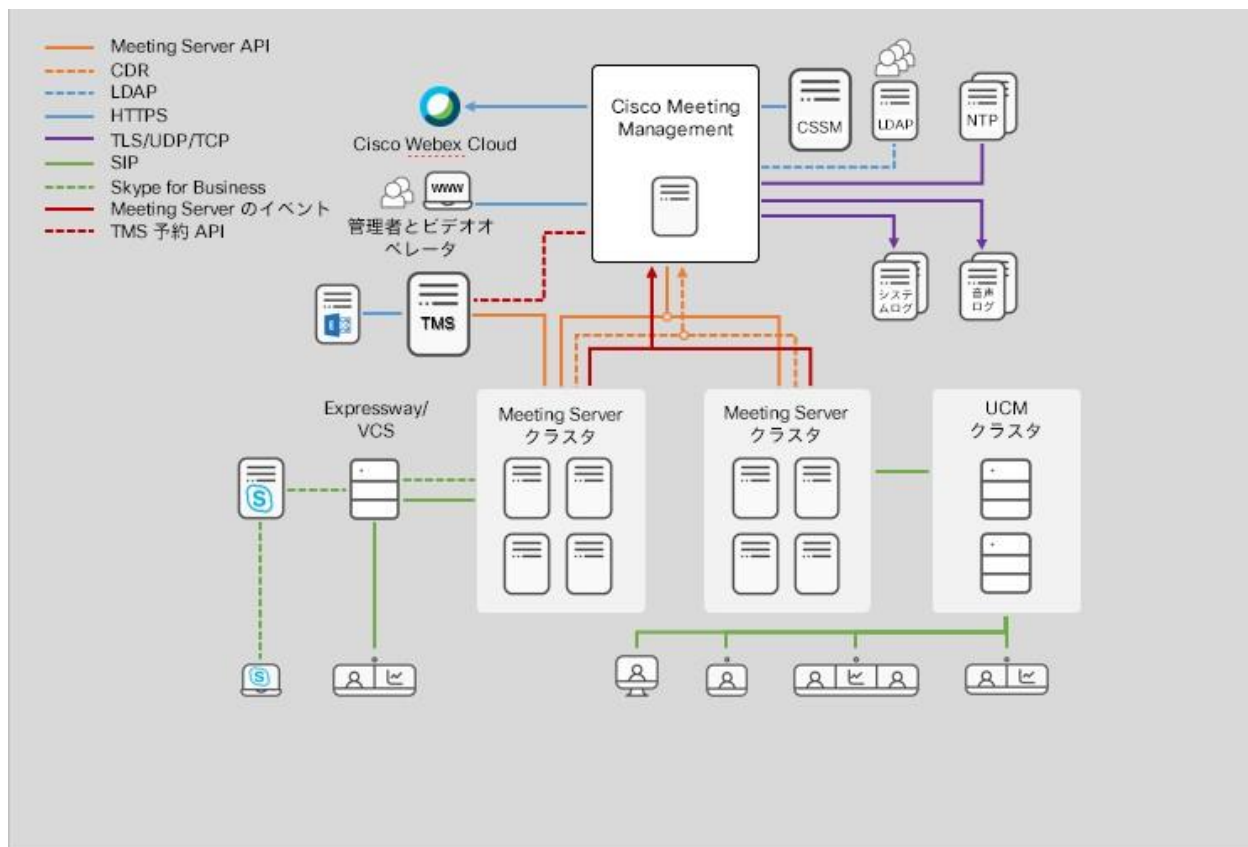 Meeting Server API
CDR
LDAP
HTTPS
TLS/UDP/TCP
SIP
Skype for Business
Meeting Server のイベント
TMS 予約 API
Cisco Webex Cloud
WWW
管理者とビデオオ
ペレータ
Cisco Meeting
Management
CSSM
LDAP
NTP
システ
ムログ
音声
ログ
TMS
Expressway/
VCS
Meeting Server
クラスタ
Meeting Server
クラスタ
UCM
クラスタ
S
S